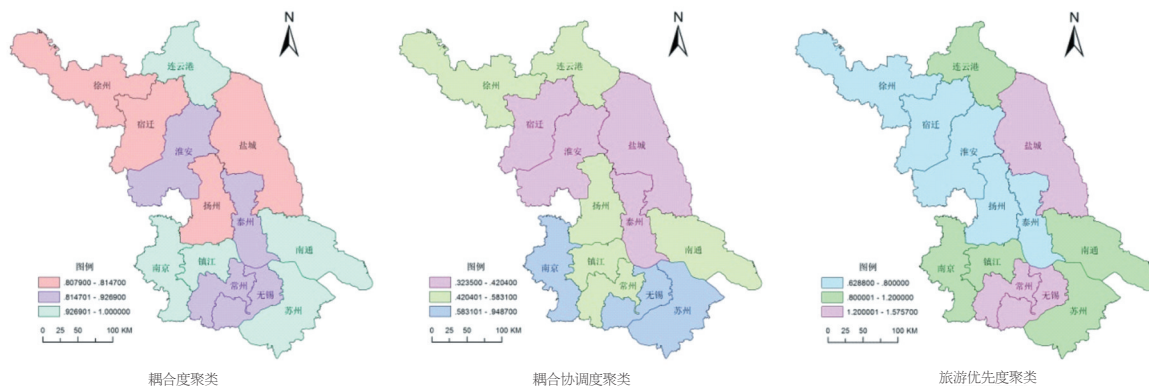 N
连云港
徐州
宿迁
淮安
盐城
扬州
泰州
南通
南京
镇江
常州
无锡
苏州
图例
.807900 - .814700
.814701 - .926900
.926901 - 1.000000
0 25 50 100 KM
耦合度聚类
N
连云港
徐州
宿迁
淮安
盐城
扬州
泰州
南通
南京
镇江
常州
无锡
苏州
图例
.323500 - .420400
.420401 - .583100
.583101 - .948700
0 25 50 100 KM
耦合协调度聚类
N
连云港
徐州
宿迁
淮安
盐城
扬州
泰州
南通
南京
镇江
常州
无锡
苏州
图例
.628800 - .800000
.800001 - 1.200000
1.200001 - 1.575700
0 25 50 100 KM
旅游优先度聚类